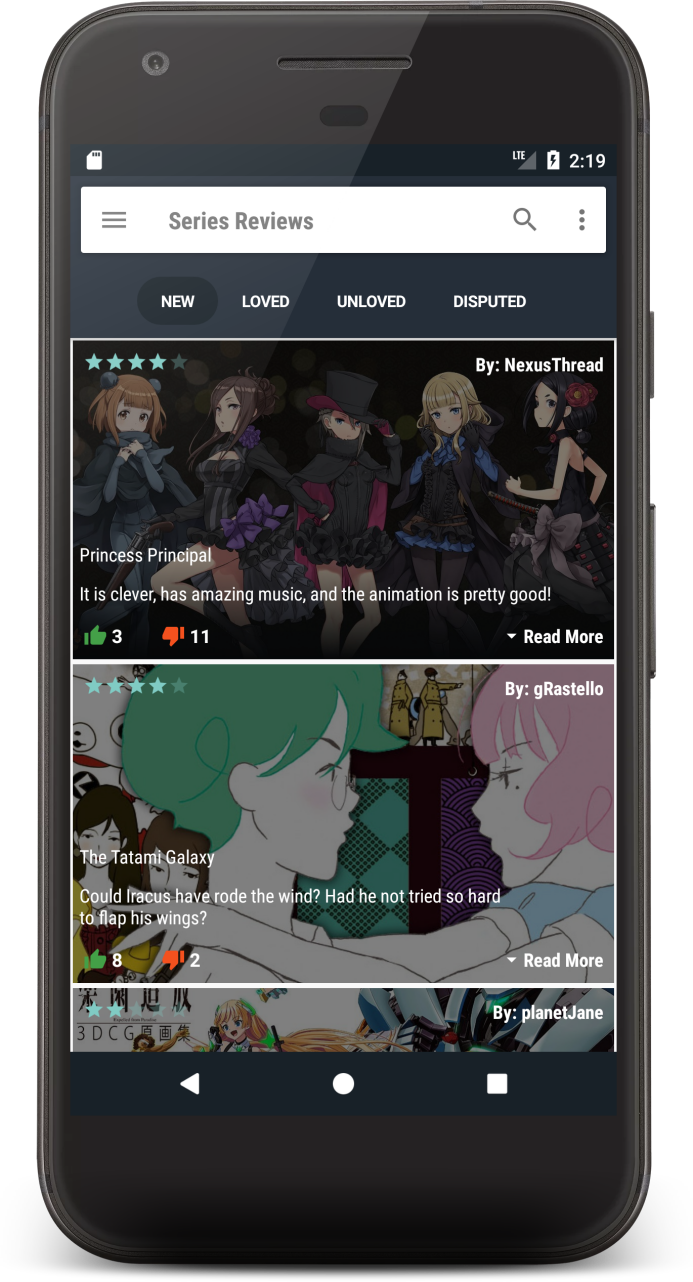 LTE 2:19
Series Reviews
NEW LOVED UNLOVED DISPUTED
By: NexusThread
Princess Principal
It is clever, has amazing music, and the animation is pretty good!
3 11 Read More
By: gRastello
The Tatami Galaxy
Could Iracus have rode the wind? Had he not tried so hard
to flap his wings?
8 2 Read More
By: planetJane
3DCG原画集